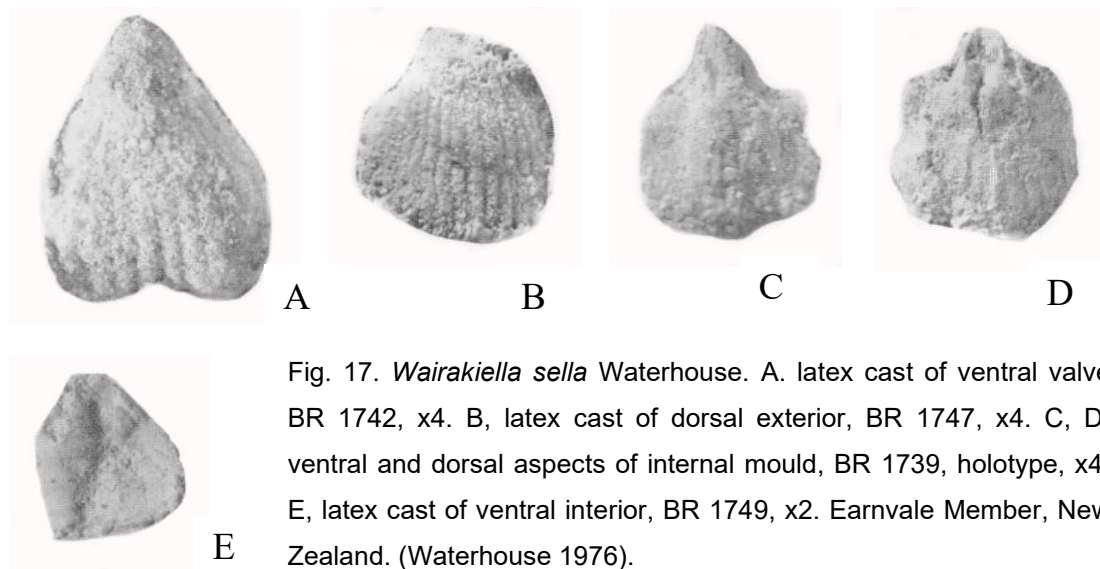 A
B
C
D
E
Fig. 17. Wairakiella sella Waterhouse. A. latex cast of ventral valve
BR 1742, x4. B, latex cast of dorsal exterior, BR 1747, x4. C, D
ventral and dorsal aspects of internal mould, BR 1739, holotype, x4
E, latex cast of ventral interior, BR 1749, x2. Earnvale Member, New
Zealand. (Waterhouse 1976).